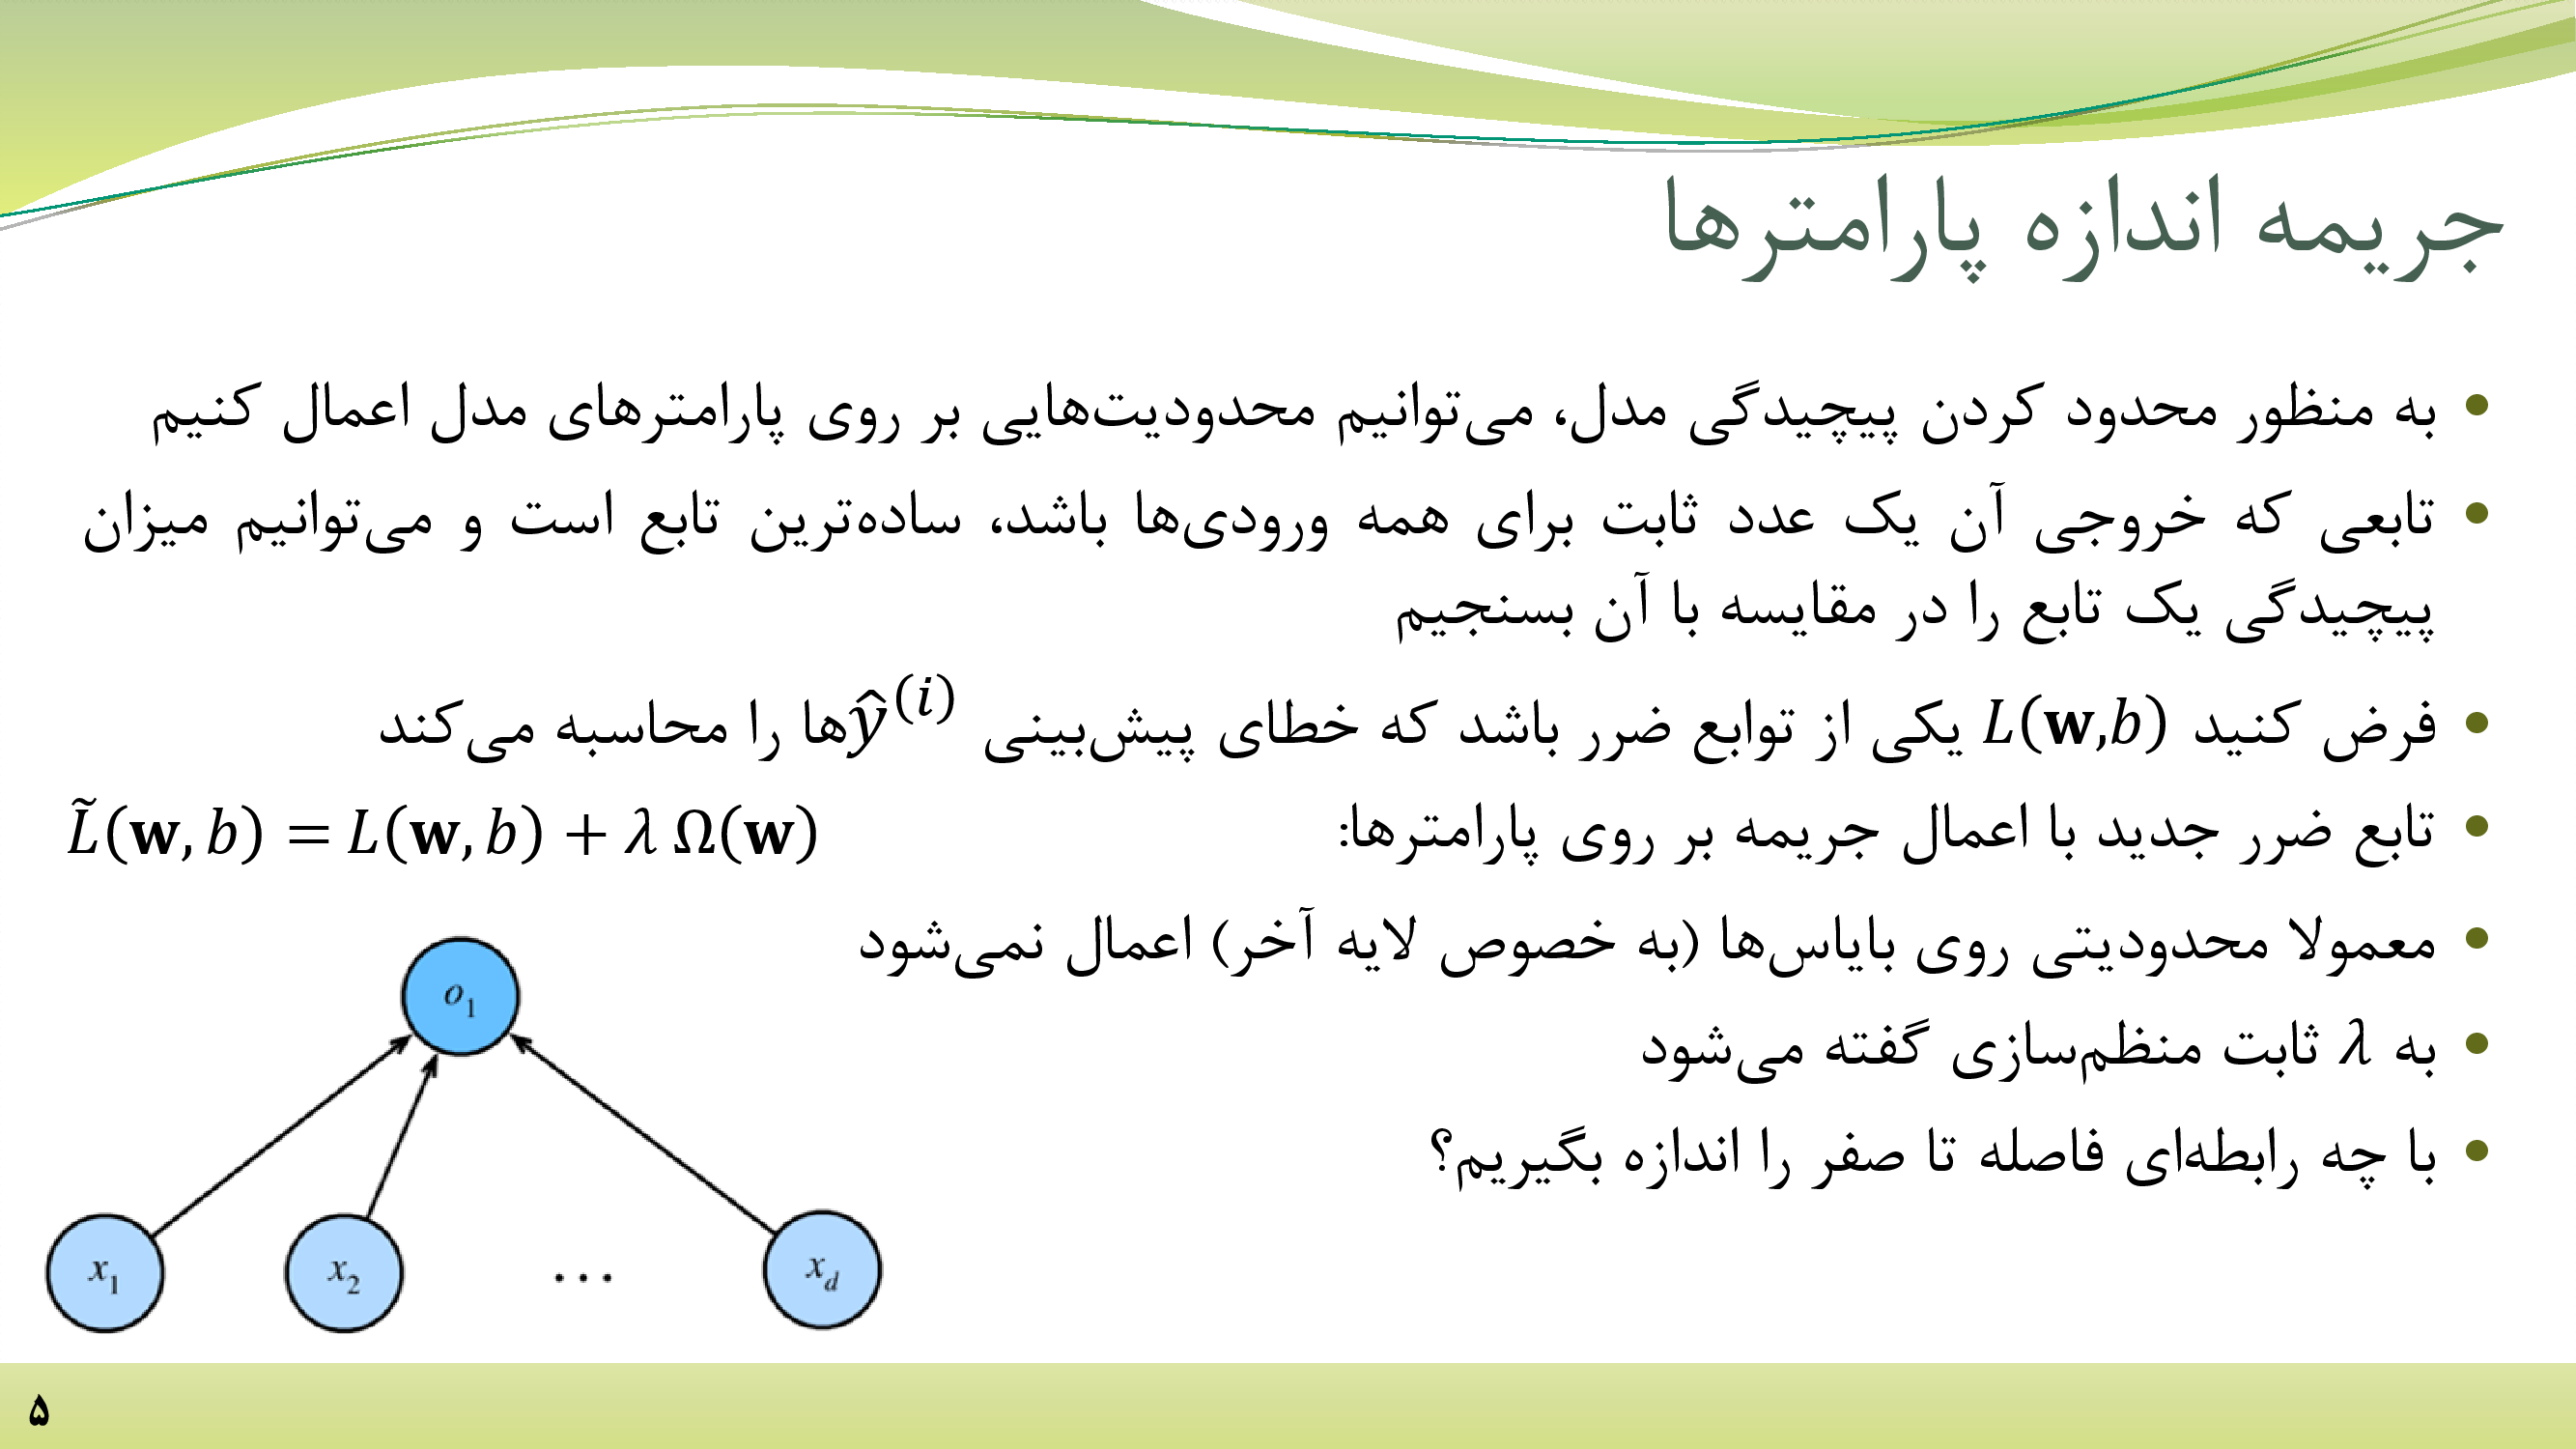 جریمه اندازه پارامترها
• به منظور محدود کردن پیچیدگی مدل، می‌توانیم محدودیت‌هایی بر روی پارامترهای مدل اعمال کنیم
• تابعی که خروجی آن یک عدد ثابت برای همه ورودی‌ها باشد، ساده‌ترین تابع است و می‌توانیم میزان
پیچیدگی یک تابع را در مقایسه با آن بسنجیم
• فرض کنید L(𝐰,b) یکی از توابع ضرر باشد که خطای پیش‌بینی ŷ⁽ⁱ⁾ها را محاسبه می‌کند
• تابع ضرر جدید با اعمال جریمه بر روی پارامترها:
L̃(𝐰, b) = L(𝐰, b) + λ Ω(𝐰)
• معمولا محدودیتی روی بایاس‌ها (به خصوص لایه آخر) اعمال نمی‌شود
• به λ ثابت منظم‌سازی گفته می‌شود
• با چه رابطه‌ای فاصله تا صفر را اندازه بگیریم؟
o₁
x₁ x₂ ... x_d
۵